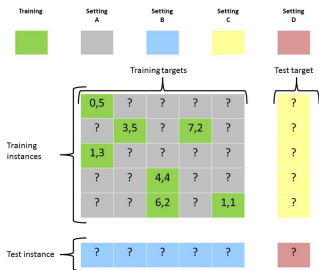 Training Setting A Setting B Setting C Setting D
Training targets Test target
0,5 ? ? ? ? ?
? 3,5 ? 7,2 ? ?
Training instances
1,3 ? ? ? ? ?
? ? 4,4 ? ? ?
? ? 6,2 ? 1,1 ?
Test instance ? ? ? ? ? ?